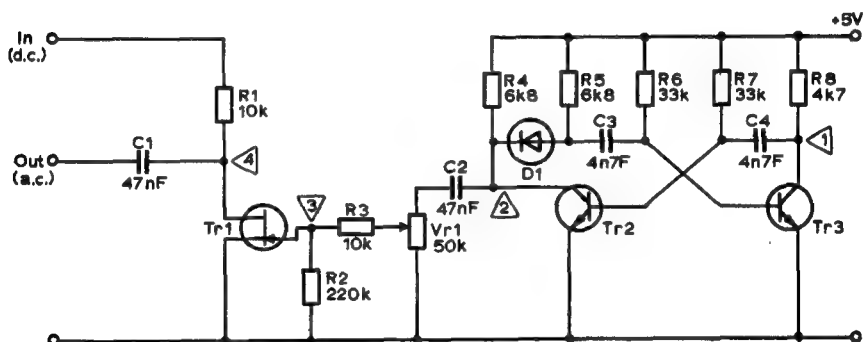 In
(d.c.)
+5V
R1
10k
R4
6k8
R5
6k8
R6
33k
R7
33k
R8
4k7
C1
47nF
Out
(a.c.)
4
D1
C3
4n7F
C4
4n7F
1
C2
47nF
2
3
Tr1
R3
10k
Vr1
50k
Tr2
Tr3
R2
220k